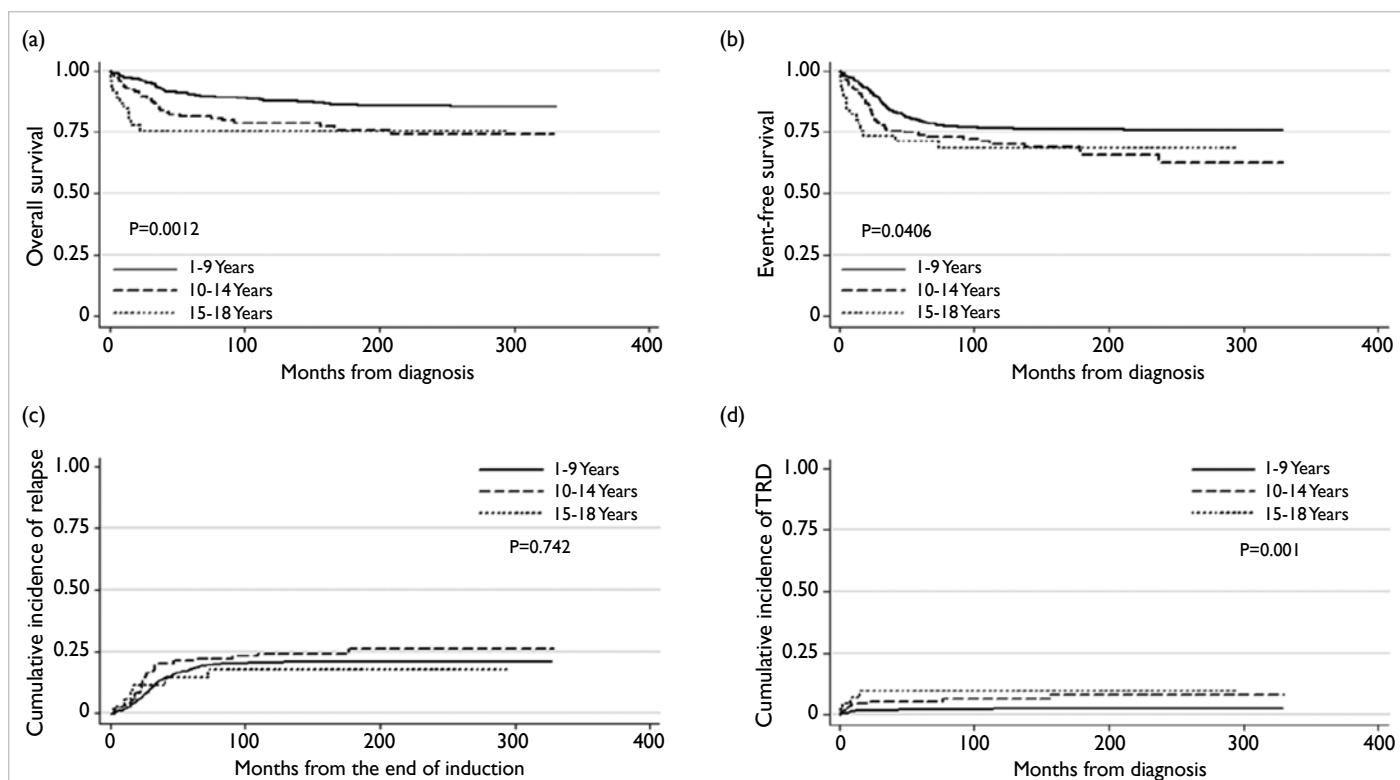 (a)
Overall survival
1.00
0.75
0.50
0.25
0
P=0.0012
1-9 Years
10-14 Years
15-18 Years
0 100 200 300 400
Months from diagnosis
(b)
Event-free survival
1.00
0.75
0.50
0.25
0
P=0.0406
1-9 Years
10-14 Years
15-18 Years
0 100 200 300 400
Months from diagnosis
(c)
Cumulative incidence of relapse
1.00
0.75
0.50
0.25
0
1-9 Years
10-14 Years
15-18 Years
P=0.742
0 100 200 300 400
Months from the end of induction
(d)
Cumulative incidence of TRD
1.00
0.75
0.50
0.25
0
1-9 Years
10-14 Years
15-18 Years
P=0.001
0 100 200 300 400
Months from diagnosis